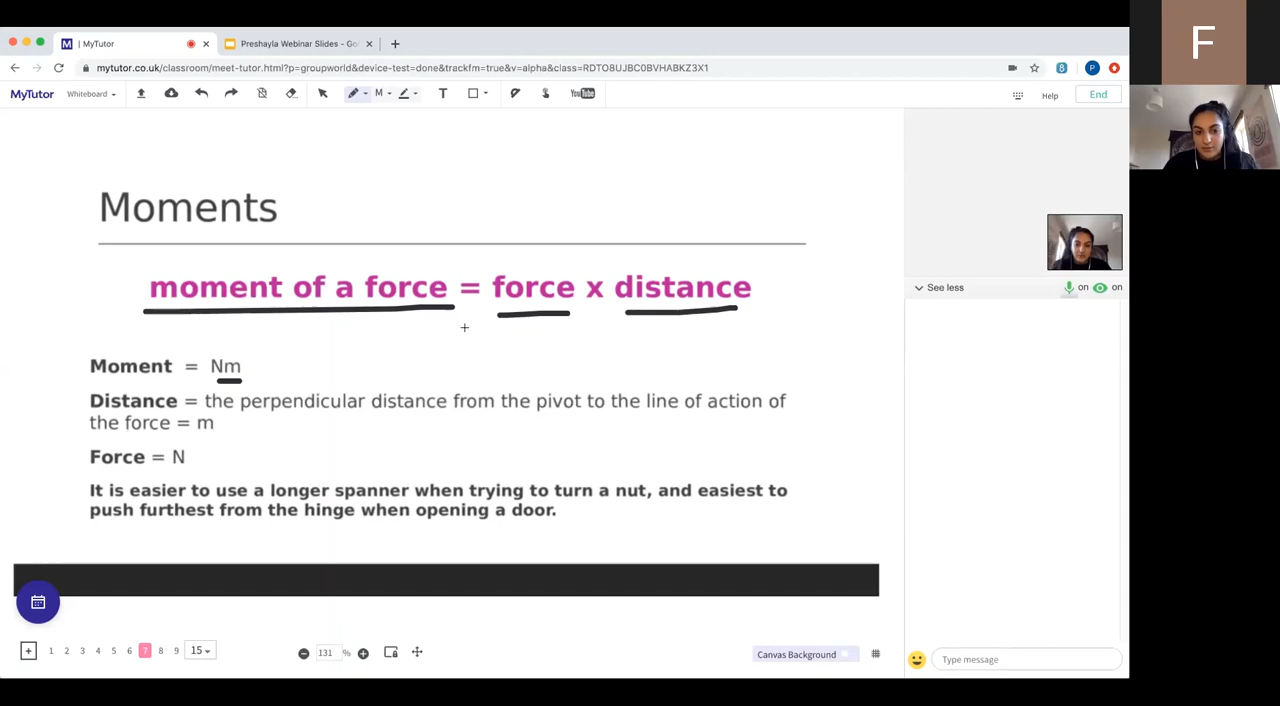 MyTutor
Preshayla Webinar Slides - Go
mytutor.co.uk/classroom/meet-tutor.html?p=groupworld&device-test=done&trackfm=true&v=alpha&class=RDTO8UJBC0BVHABKZ3X1
8
P
MyTutor
Whiteboard
M
T
YouTube
Help
End
F
Moments
moment of a force = force x distance
Moment = Nm
Distance = the perpendicular distance from the pivot to the line of action of
the force = m
Force = N
It is easier to use a longer spanner when trying to turn a nut, and easiest to
push furthest from the hinge when opening a door.
See less
on
on
1 2 3 4 5 6 7 8 9 15
131 %
Canvas Background
Type message